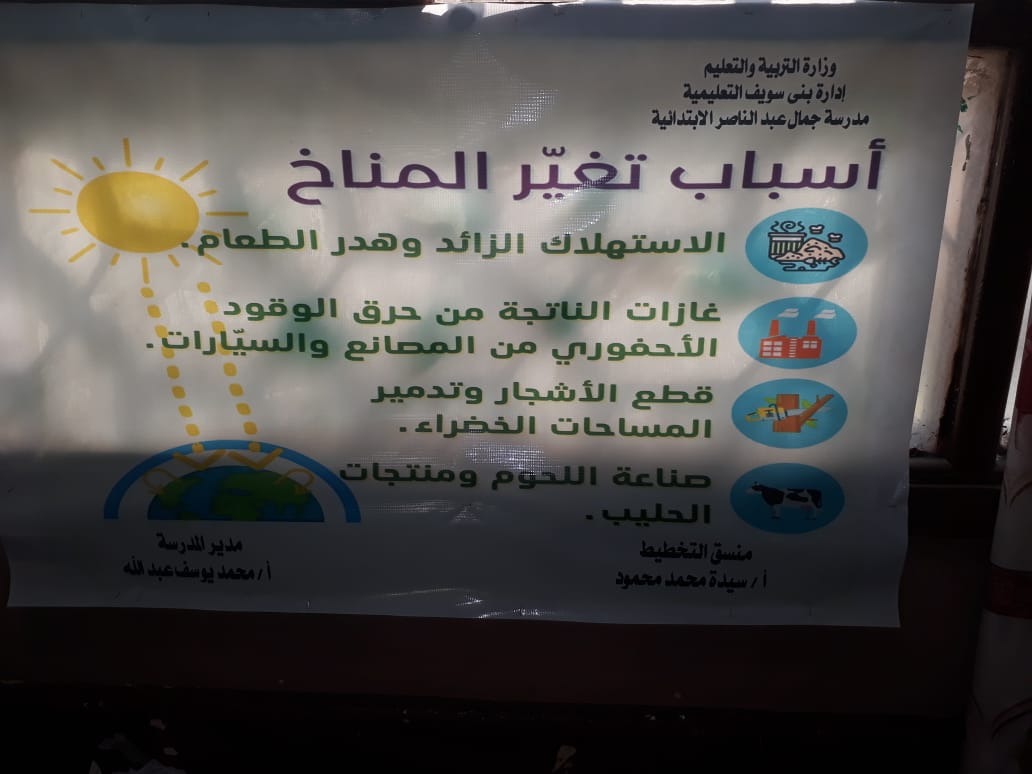 وزارة التربية والتعليم
إدارة بنى سويف التعليمية
مدرسة جمال عبد الناصر الابتدائية
أسباب تغيّر المناخ
الاستهلاك الزائد وهدر الطعام.
غازات الناتجة من حرق الوقود
الأحفوري من المصانع والسيّارات.
قطع الأشجار وتدمير
المساحات الخضراء.
صناعة اللحوم ومنتجات
الحليب.
منسق التخطيط
أ / سيدة محمد محمود
مدير المدرسة
أ / محمد يوسف عبد الله